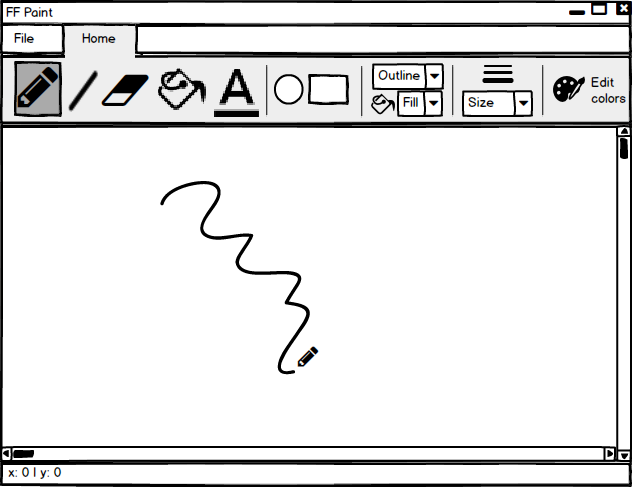 FF Paint
File Home
A
Outline
Fill
Size
Edit
colors
x: 0 | y: 0